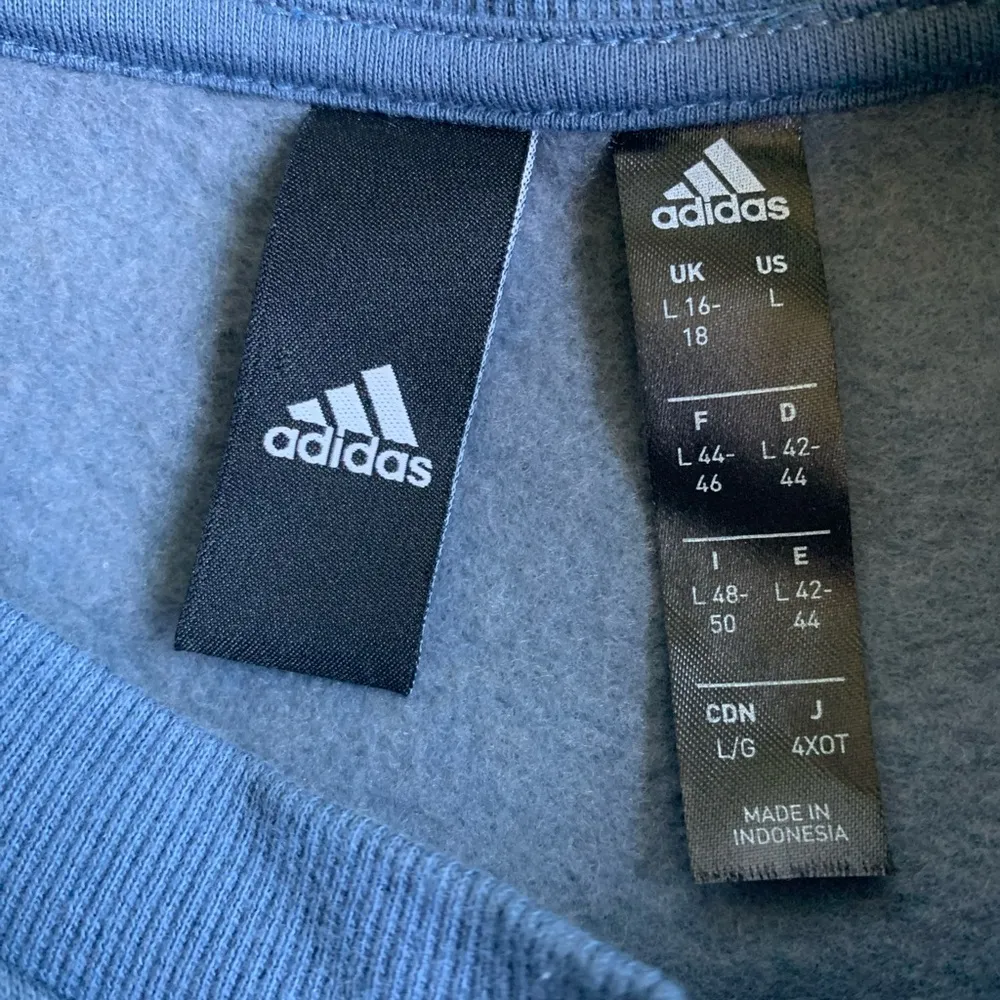 adidas
adidas
UK US
L 16-18 L
F D
L 44-46 L 42-44
I E
L 48-50 L 42-44
CDN J
L/G 4XOT
MADE IN
INDONESIA